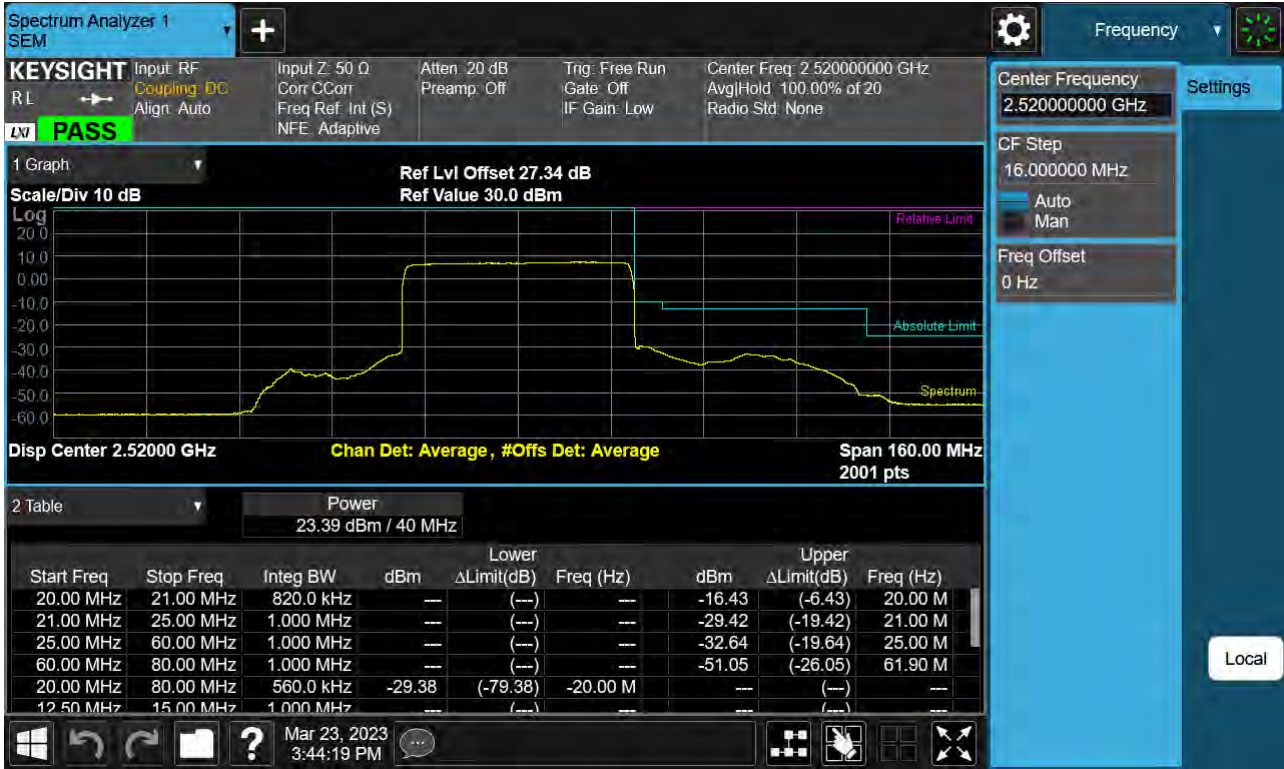 Spectrum Analyzer 1
SEM
Frequency
KEYSIGHT
RL
LXI
PASS
Input: RF
Coupling: DC
Align: Auto
Input Z: 50 Ω
Corr CCorr
Freq Ref: Int (S)
NFE: Adaptive
Atten: 20 dB
Preamp: Off
Trig: Free Run
Gate: Off
IF Gain: Low
Center Freq: 2.520000000 GHz
Avg|Hold: 100.00% of 20
Radio Std: None
Center Frequency
2.520000000 GHz
Settings
CF Step
16.000000 MHz
Auto
Man
Freq Offset
0 Hz
Local
1 Graph
Scale/Div 10 dB
Ref Lvl Offset 27.34 dB
Ref Value 30.0 dBm
Log
20.0
10.0
0.00
-10.0
-20.0
-30.0
-40.0
-50.0
-60.0
Relative Limit
Absolute Limit
Spectrum
Disp Center 2.52000 GHz
Chan Det: Average, #Offs Det: Average
Span 160.00 MHz
2001 pts
2 Table
Power
23.39 dBm / 40 MHz
Lower Upper
Start Freq Stop Freq Integ BW dBm ΔLimit(dB) Freq (Hz) dBm ΔLimit(dB) Freq (Hz)
20.00 MHz 21.00 MHz 820.0 kHz --- (---) --- -16.43 (-6.43) 20.00 M
21.00 MHz 25.00 MHz 1.000 MHz --- (---) --- -29.42 (-19.42) 21.00 M
25.00 MHz 60.00 MHz 1.000 MHz --- (---) --- -32.64 (-19.64) 25.00 M
60.00 MHz 80.00 MHz 1.000 MHz --- (---) --- -51.05 (-26.05) 61.90 M
20.00 MHz 80.00 MHz 560.0 kHz -29.38 (-79.38) -20.00 M --- (---) ---
12.50 MHz 15.00 MHz 1.000 MHz --- (---) --- --- (---) ---
Mar 23, 2023
3:44:19 PM